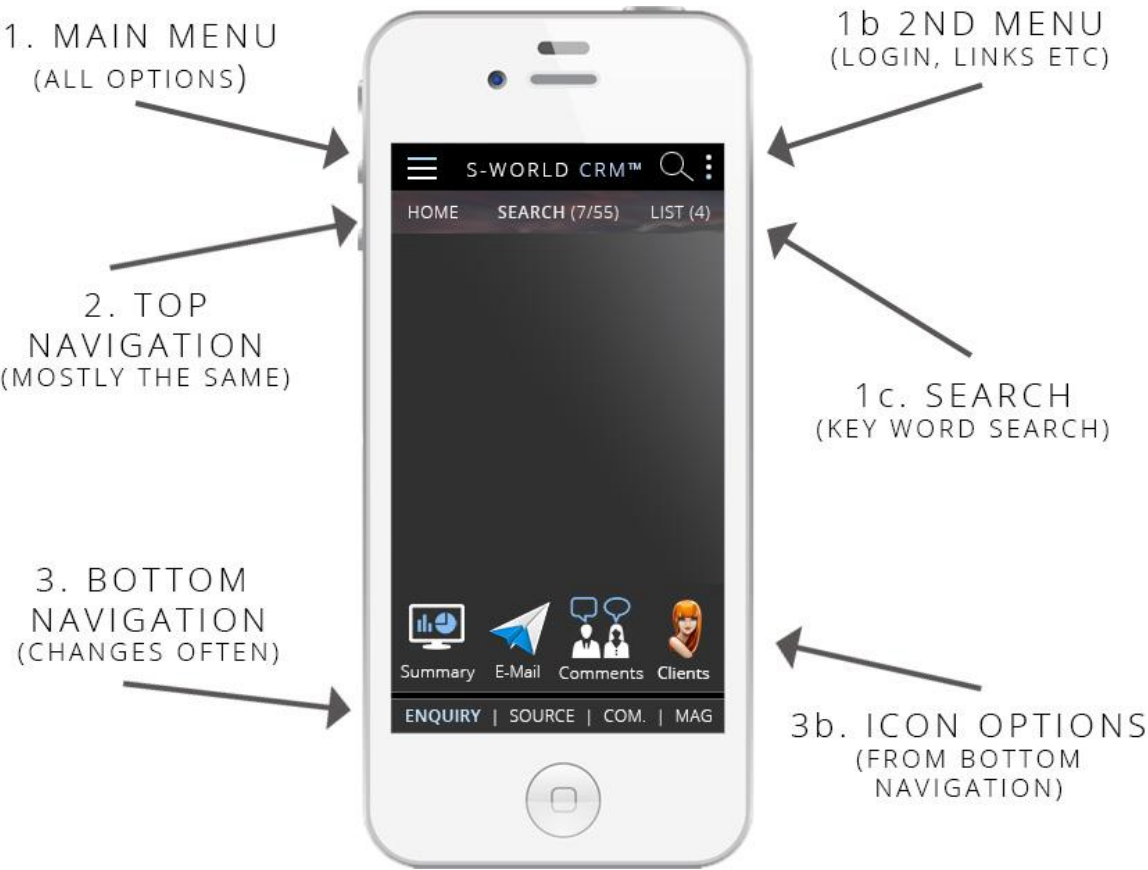 1. MAIN MENU
(ALL OPTIONS)
1b 2ND MENU
(LOGIN, LINKS ETC)
S-WORLD CRM™
HOME SEARCH (7/55) LIST (4)
2. TOP
NAVIGATION
(MOSTLY THE SAME)
1c. SEARCH
(KEY WORD SEARCH)
3. BOTTOM
NAVIGATION
(CHANGES OFTEN)
Summary E-Mail Comments Clients
ENQUIRY | SOURCE | COM. | MAG
3b. ICON OPTIONS
(FROM BOTTOM
NAVIGATION)